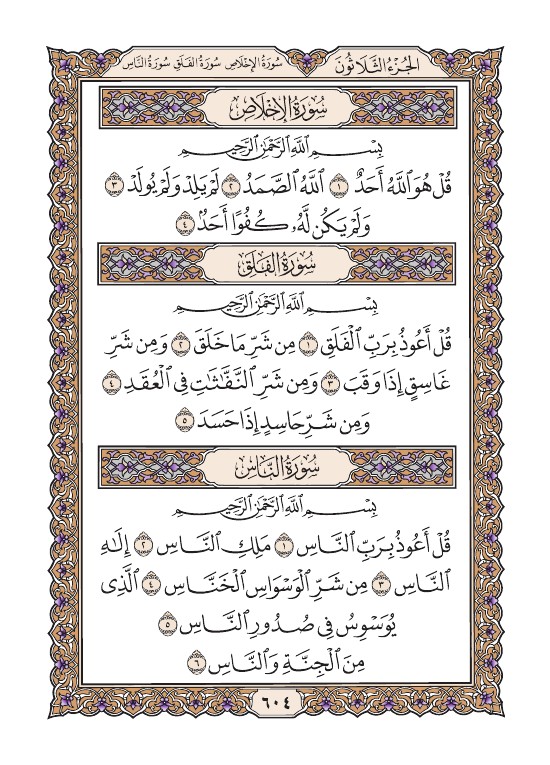 الجُزْءُ الثَّلَاثُونَ سُورَةُ الإِخْلَاصِ سُورَةُ الفَلَقِ سُورَةُ النَّاسِ
سُورَةُ الإِخْلَاصِ
بِسْمِ ٱللَّهِ ٱلرَّحْمَٰنِ ٱلرَّحِيمِ
قُلْ هُوَ ٱللَّهُ أَحَدٌ ١ ٱللَّهُ ٱلصَّمَدُ ٢ لَمْ يَلِدْ وَلَمْ يُولَدْ ٣
وَلَمْ يَكُن لَّهُۥ كُفُوًا أَحَدٌۢ ٤
سُورَةُ الفَلَقِ
بِسْمِ ٱللَّهِ ٱلرَّحْمَٰنِ ٱلرَّحِيمِ
قُلْ أَعُوذُ بِرَبِّ ٱلْفَلَقِ ١ مِن شَرِّ مَا خَلَقَ ٢ وَمِن شَرِّ
غَاسِقٍ إِذَا وَقَبَ ٣ وَمِن شَرِّ ٱلنَّفَّٰثَٰتِ فِى ٱلْعُقَدِ ٤
وَمِن شَرِّ حَاسِدٍ إِذَا حَسَدَ ٥
سُورَةُ النَّاسِ
بِسْمِ ٱللَّهِ ٱلرَّحْمَٰنِ ٱلرَّحِيمِ
قُلْ أَعُوذُ بِرَبِّ ٱلنَّاسِ ١ مَلِكِ ٱلنَّاسِ ٢ إِلَٰهِ
ٱلنَّاسِ ٣ مِن شَرِّ ٱلْوَسْوَاسِ ٱلْخَنَّاسِ ٤ ٱلَّذِى
يُوَسْوِسُ فِى صُدُورِ ٱلنَّاسِ ٥
مِنَ ٱلْجِنَّةِ وَٱلنَّاسِ ٦
٦٠٤